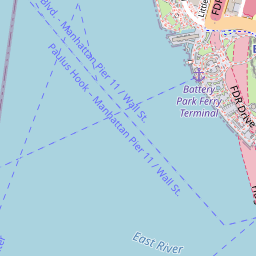 Little
FDR
Blvd. - Manhattan Pier 11 / Wall St.
Paulus Hook - Manhattan Pier 11 / Wall St.
Battery
Park Ferry
Terminal
FDR Drive
East River